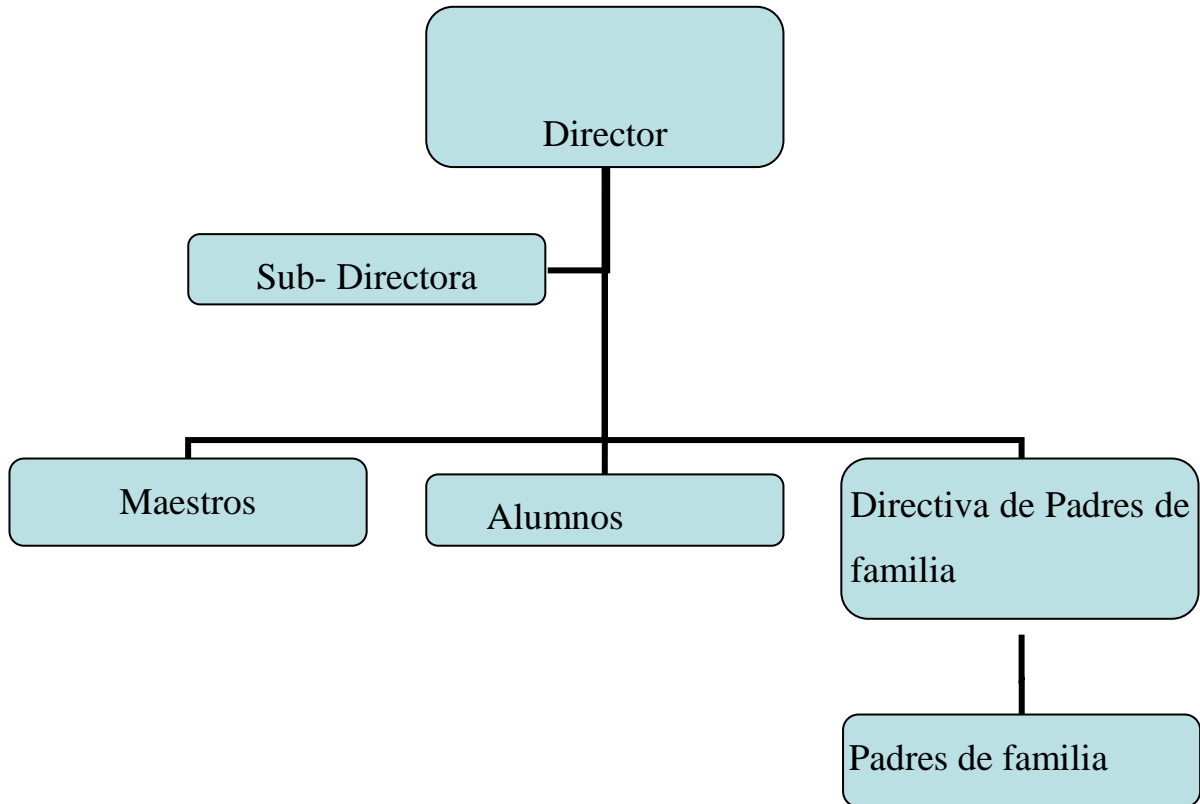 Director
Sub- Directora
Maestros
Alumnos
Directiva de Padres de
familia
Padres de familia